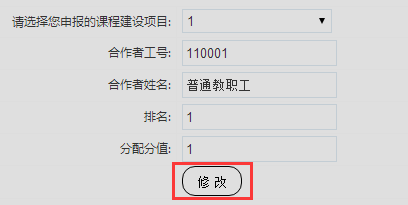 请选择您申报的课程建设项目: 1
合作者工号: 110001
合作者姓名: 普通教职工
排名: 1
分配分值: 1
修 改